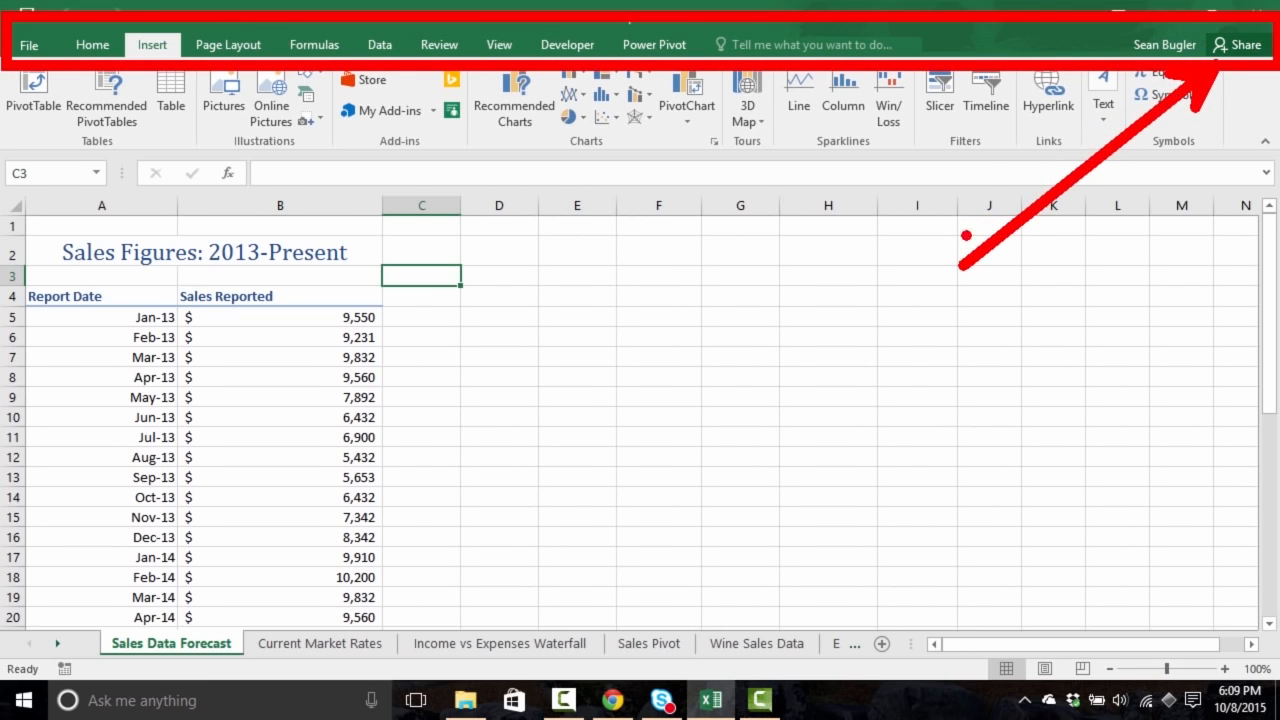 File Home Insert Page Layout Formulas Data Review View Developer Power Pivot Tell me what you want to do... Sean Bugler Share
Store
My Add-ins
PivotTable Recommended PivotTables Table Pictures Online Pictures Recommended Charts PivotChart 3D Map Line Column Win/Loss Slicer Timeline Hyperlink Text
Tables Illustrations Add-ins Charts Tours Sparklines Filters Links Symbols
C3 fx
A B C D E F G H I J K L M N
1
2 Sales Figures: 2013-Present
3
4 Report Date Sales Reported
5 Jan-13 $ 9,550
6 Feb-13 $ 9,231
7 Mar-13 $ 9,832
8 Apr-13 $ 9,560
9 May-13 $ 7,892
10 Jun-13 $ 6,432
11 Jul-13 $ 6,900
12 Aug-13 $ 5,432
13 Sep-13 $ 5,653
14 Oct-13 $ 6,432
15 Nov-13 $ 7,342
16 Dec-13 $ 8,342
17 Jan-14 $ 9,910
18 Feb-14 $ 10,200
19 Mar-14 $ 9,832
20 Apr-14 $ 9,560
Sales Data Forecast Current Market Rates Income vs Expenses Waterfall Sales Pivot Wine Sales Data E ...
Ready 100%
Ask me anything 6:09 PM
10/8/2015